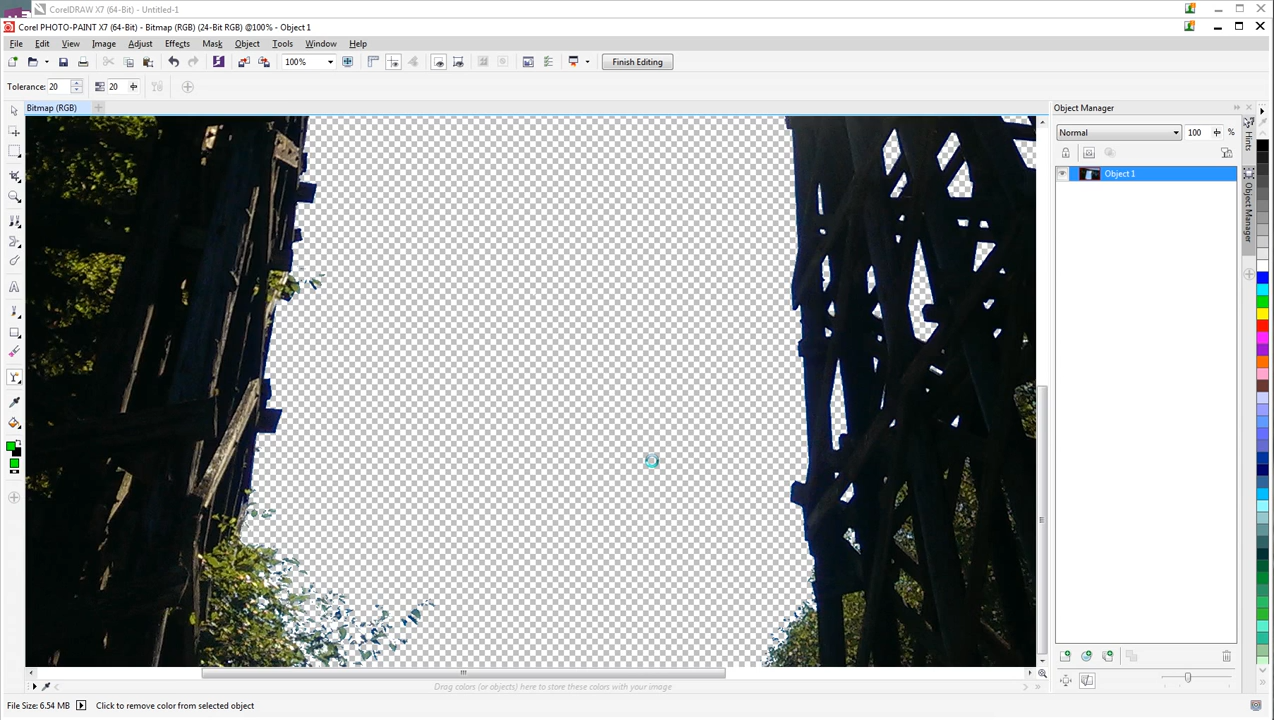 CorelDRAW X7 (64-Bit) - Untitled-1
Corel PHOTO-PAINT X7 (64-Bit) - Bitmap (RGB) (24-Bit RGB) @100% - Object 1
File Edit View Image Adjust Effects Mask Object Tools Window Help
100% Finish Editing
Tolerance: 20 20
Bitmap (RGB)
Object Manager
Normal 100 %
Object 1
Hints
Object Manager
Drag colors (or objects) here to store these colors with your image
File Size: 6.54 MB Click to remove color from selected object